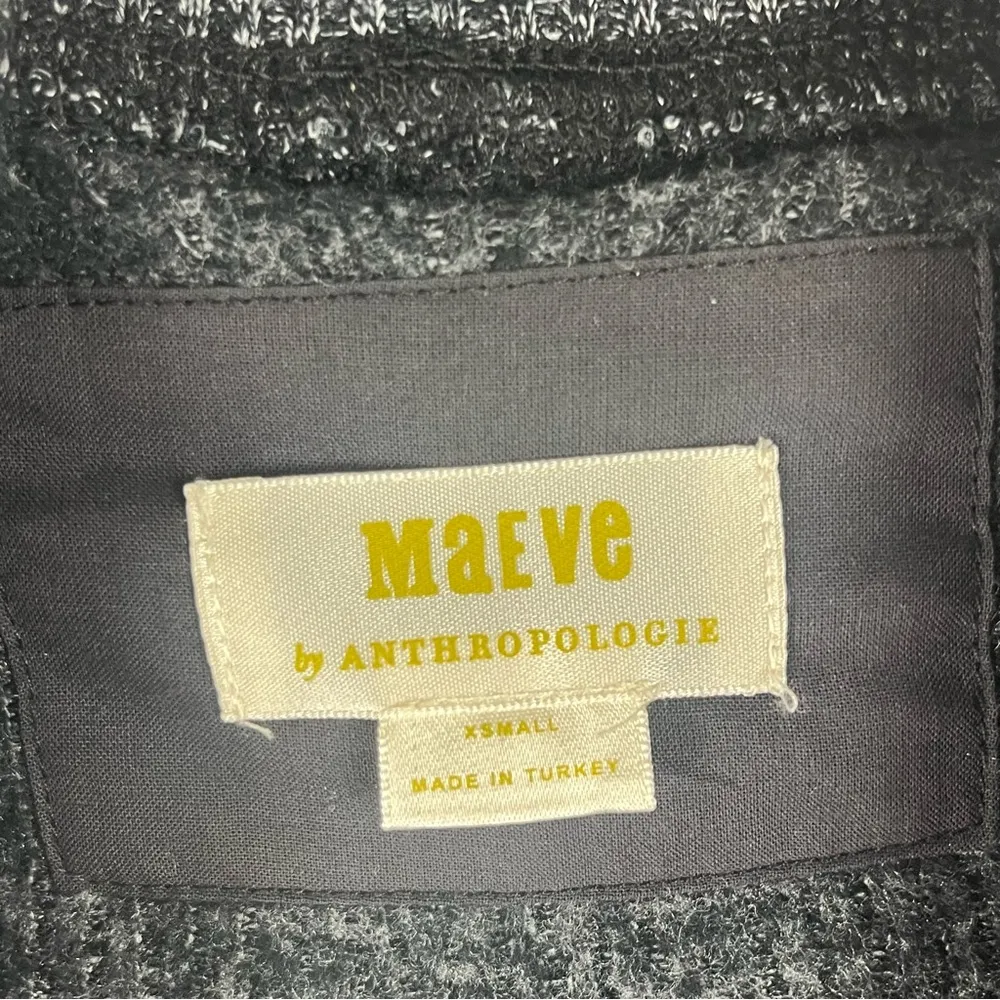 MaEVe
by ANTHROPOLOGIE
XSMALL
MADE IN TURKEY